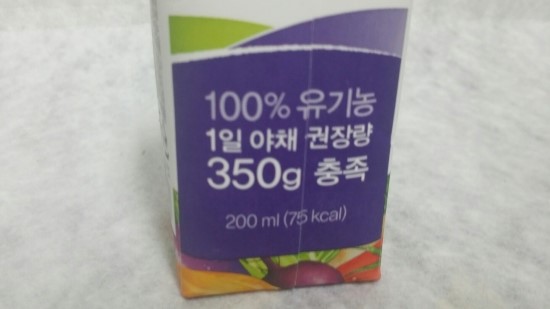 100% 유기농
1일 야채 권장량
350g 충족
200 ml (75 kcal)